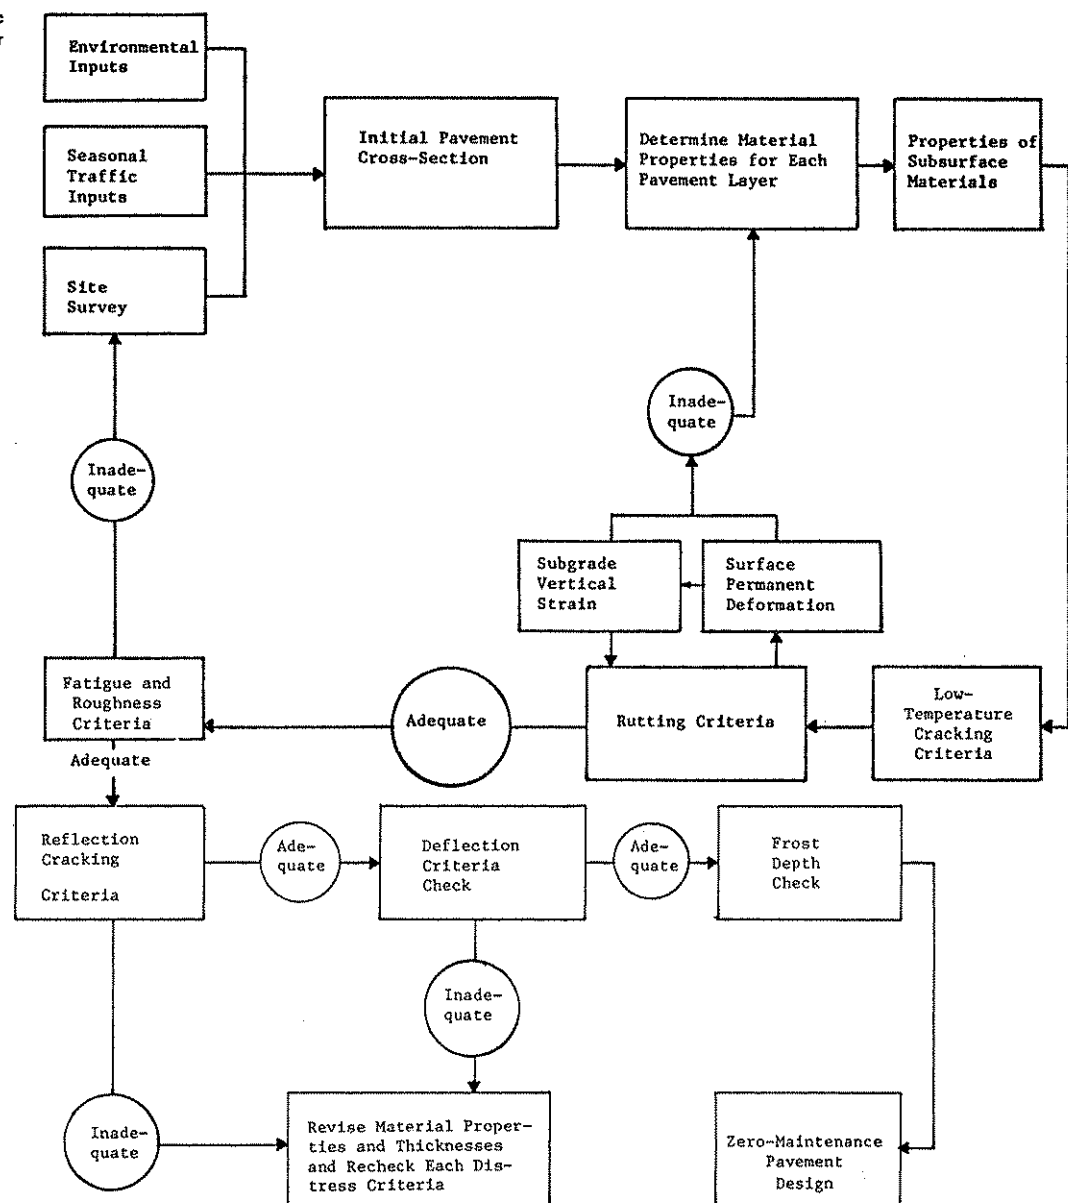 c
r
Environmental
Inputs
Seasonal
Traffic
Inputs
Site
Survey
Initial Pavement
Cross-Section
Determine Material
Properties for Each
Pavement Layer
Properties of
Subsurface
Materials
Inade-
quate
Inade-
quate
Subgrade
Vertical
Strain
Surface
Permanent
Deformation
Fatigue and
Roughness
Criteria
Adequate
Rutting Criteria
Low-
Temperature
Cracking
Criteria
Adequate
Reflection
Cracking
Criteria
Ade-
quate
Deflection
Criteria
Check
Ade-
quate
Frost
Depth
Check
Inade-
quate
Inade-
quate
Revise Material Proper-
ties and Thicknesses
and Recheck Each Dis-
tress Criteria
Zero-Maintenance
Pavement
Design